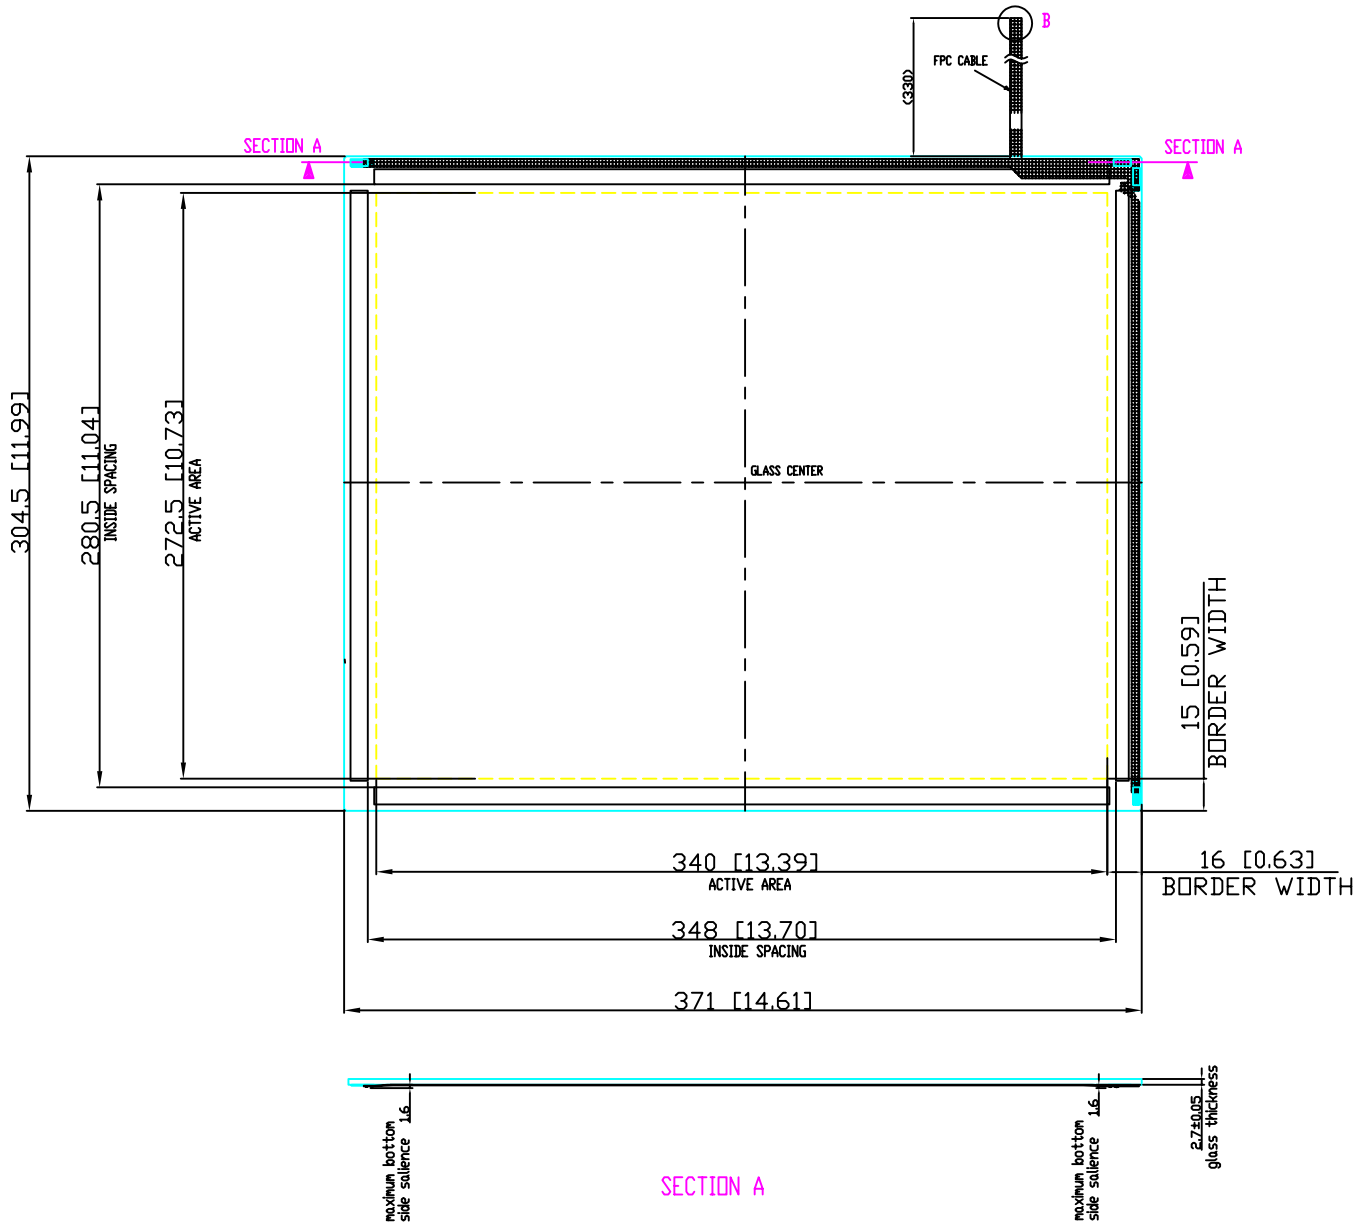 B
FPC CABLE
(330)
SECTION A
SECTION A
304.5 [11.99]
280.5 [11.04]
INSIDE SPACING
272.5 [10.73]
ACTIVE AREA
GLASS CENTER
15 [0.59]
BORDER WIDTH
340 [13.39]
ACTIVE AREA
16 [0.63]
BORDER WIDTH
348 [13.70]
INSIDE SPACING
371 [14.61]
maximum bottom
side salience 1.6
maximum bottom
side salience 1.6
2.7±0.05
glass thickness
SECTION A